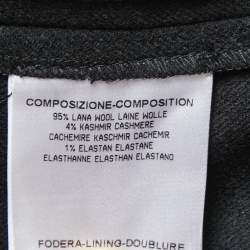 COMPOSIZIONE-COMPOSITION
95% LANA WOOL LAINE WOLLE
4% KASHMIR CASHMERE
CACHEMIR KASCHMIR CACHEMIR
1% ELASTAN ELASTANE
ELASTHANNE ELASTHAN ELASTANO
FODERA-LINING-DOUBLURE